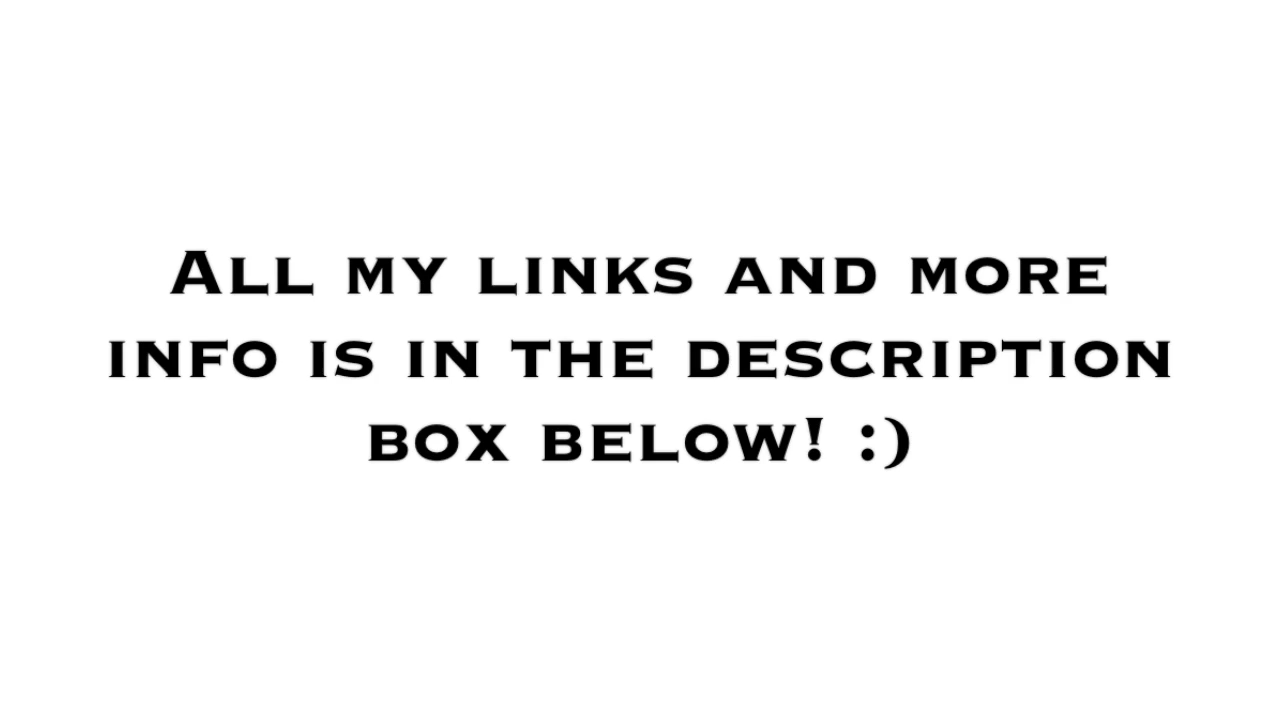 All my links and more
info is in the description
box below! :)